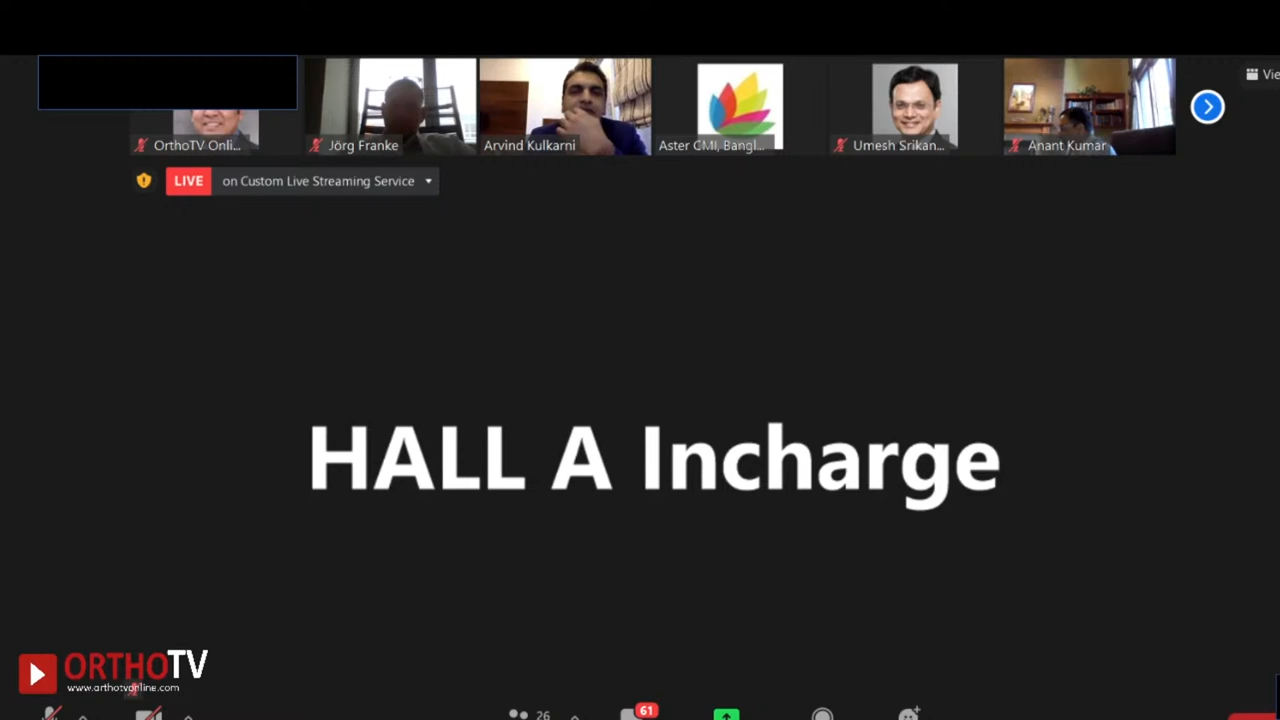 Vie
OrthoTV Onli...
Jörg Franke
Arvind Kulkarni
Aster CMI, Bangl...
Umesh Srikan...
Anant Kumar
LIVE on Custom Live Streaming Service
HALL A Incharge
ORTHOTV
www.orthotvonline.com
26
61